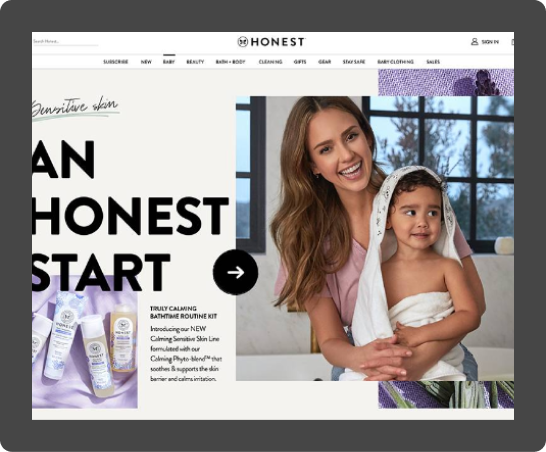 HONEST
SIGN IN
SUBSCRIBE NEW BABY BEAUTY BATH + BODY CLEANING GIFTS GEAR STAY SAFE BABY CLOTHING SALES
Sensitive skin
AN
HONEST
START
TRULY CALMING
BATHTIME ROUTINE KIT
Introducing our NEW
Calming Sensitive Skin Line
formulated with our
Calming Phyto-blend™ that
soothes & supports the skin
barrier and calms irritation.
HONEST
HONEST